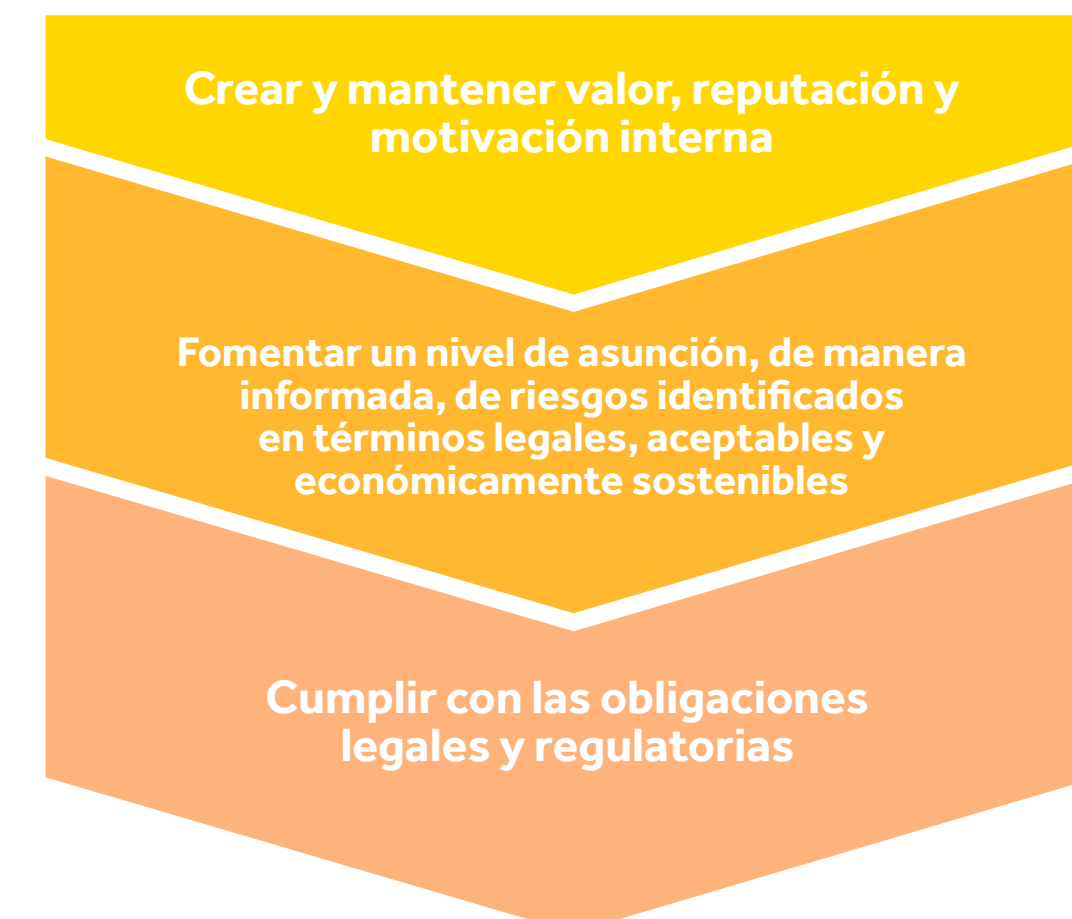 Crear y mantener valor, reputación y
motivación interna
Fomentar un nivel de asunción, de manera
informada, de riesgos identificados
en términos legales, aceptables y
económicamente sostenibles
Cumplir con las obligaciones
legales y regulatorias